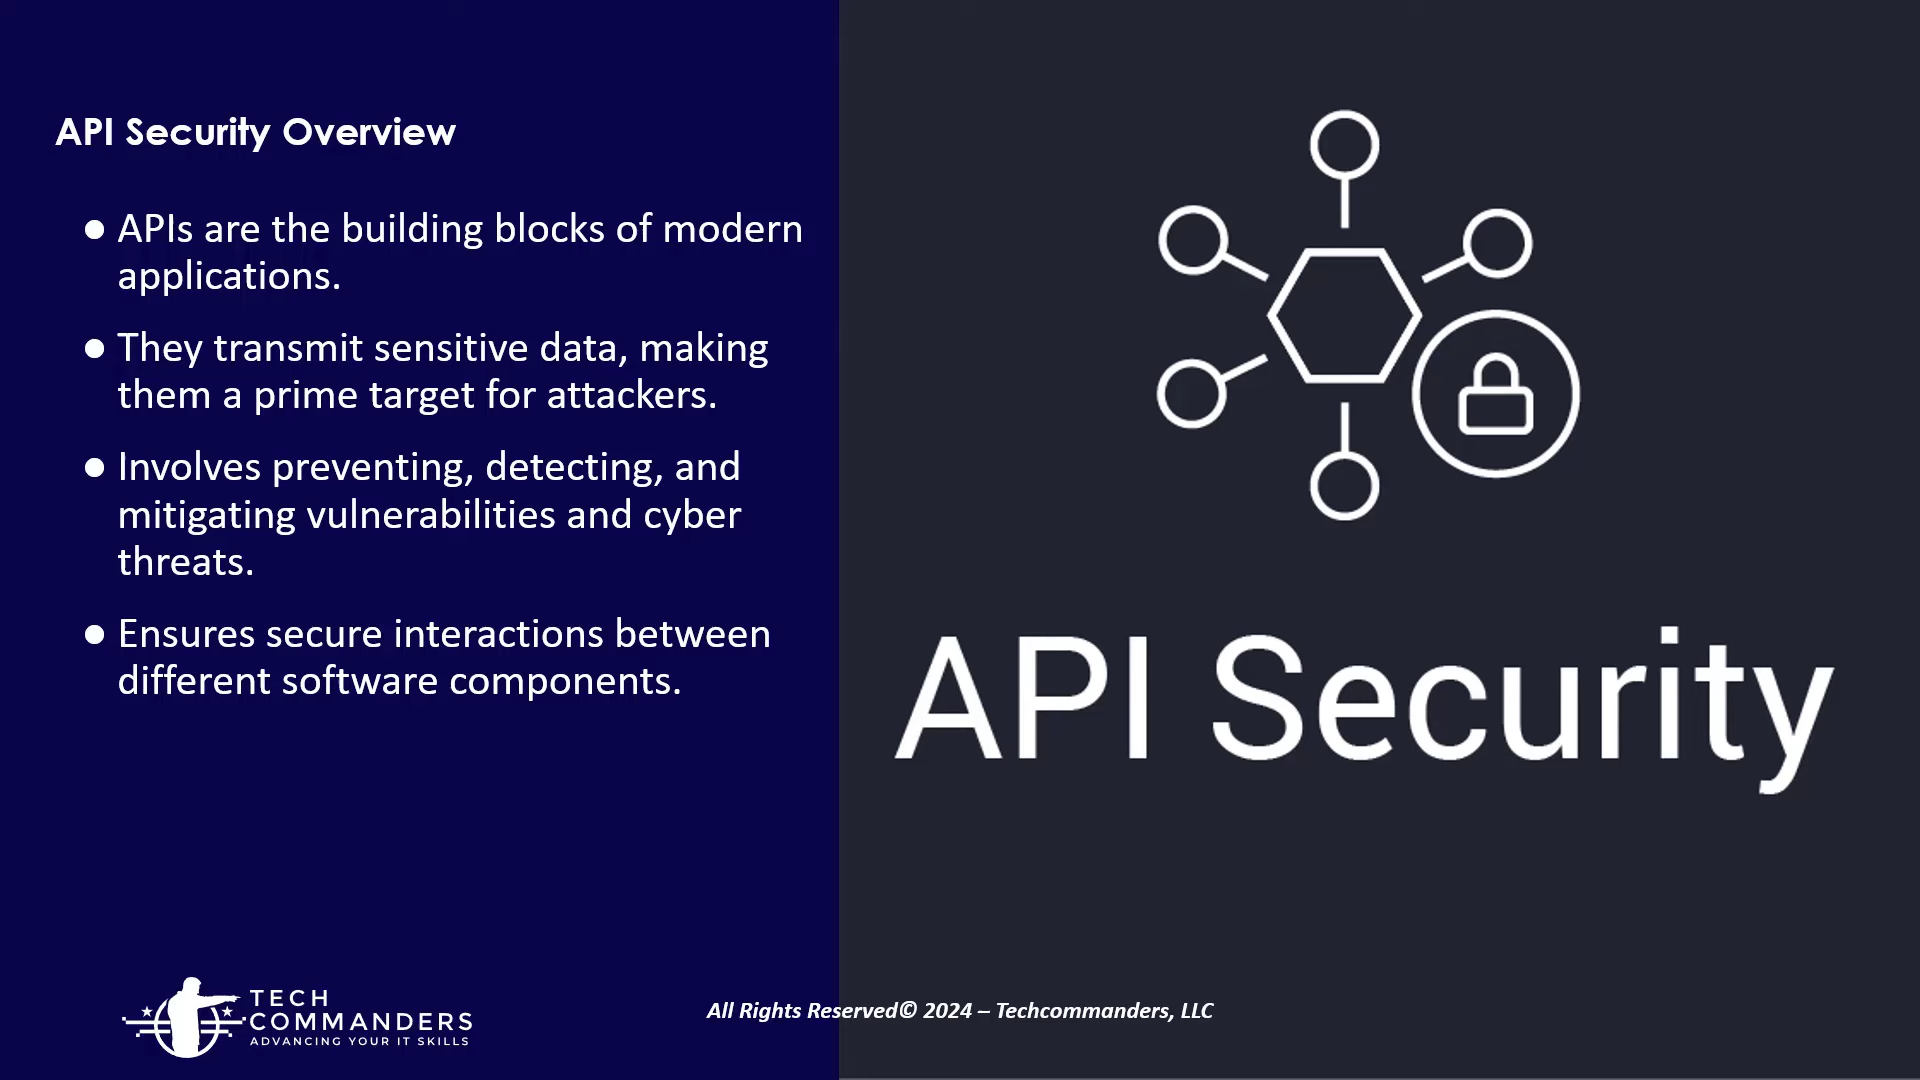 API Security Overview
● APIs are the building blocks of modern
applications.
● They transmit sensitive data, making
them a prime target for attackers.
● Involves preventing, detecting, and
mitigating vulnerabilities and cyber
threats.
● Ensures secure interactions between
different software components.
API Security
TECH
COMMANDERS
ADVANCING YOUR IT SKILLS
All Rights Reserved© 2024 – Techcommanders, LLC